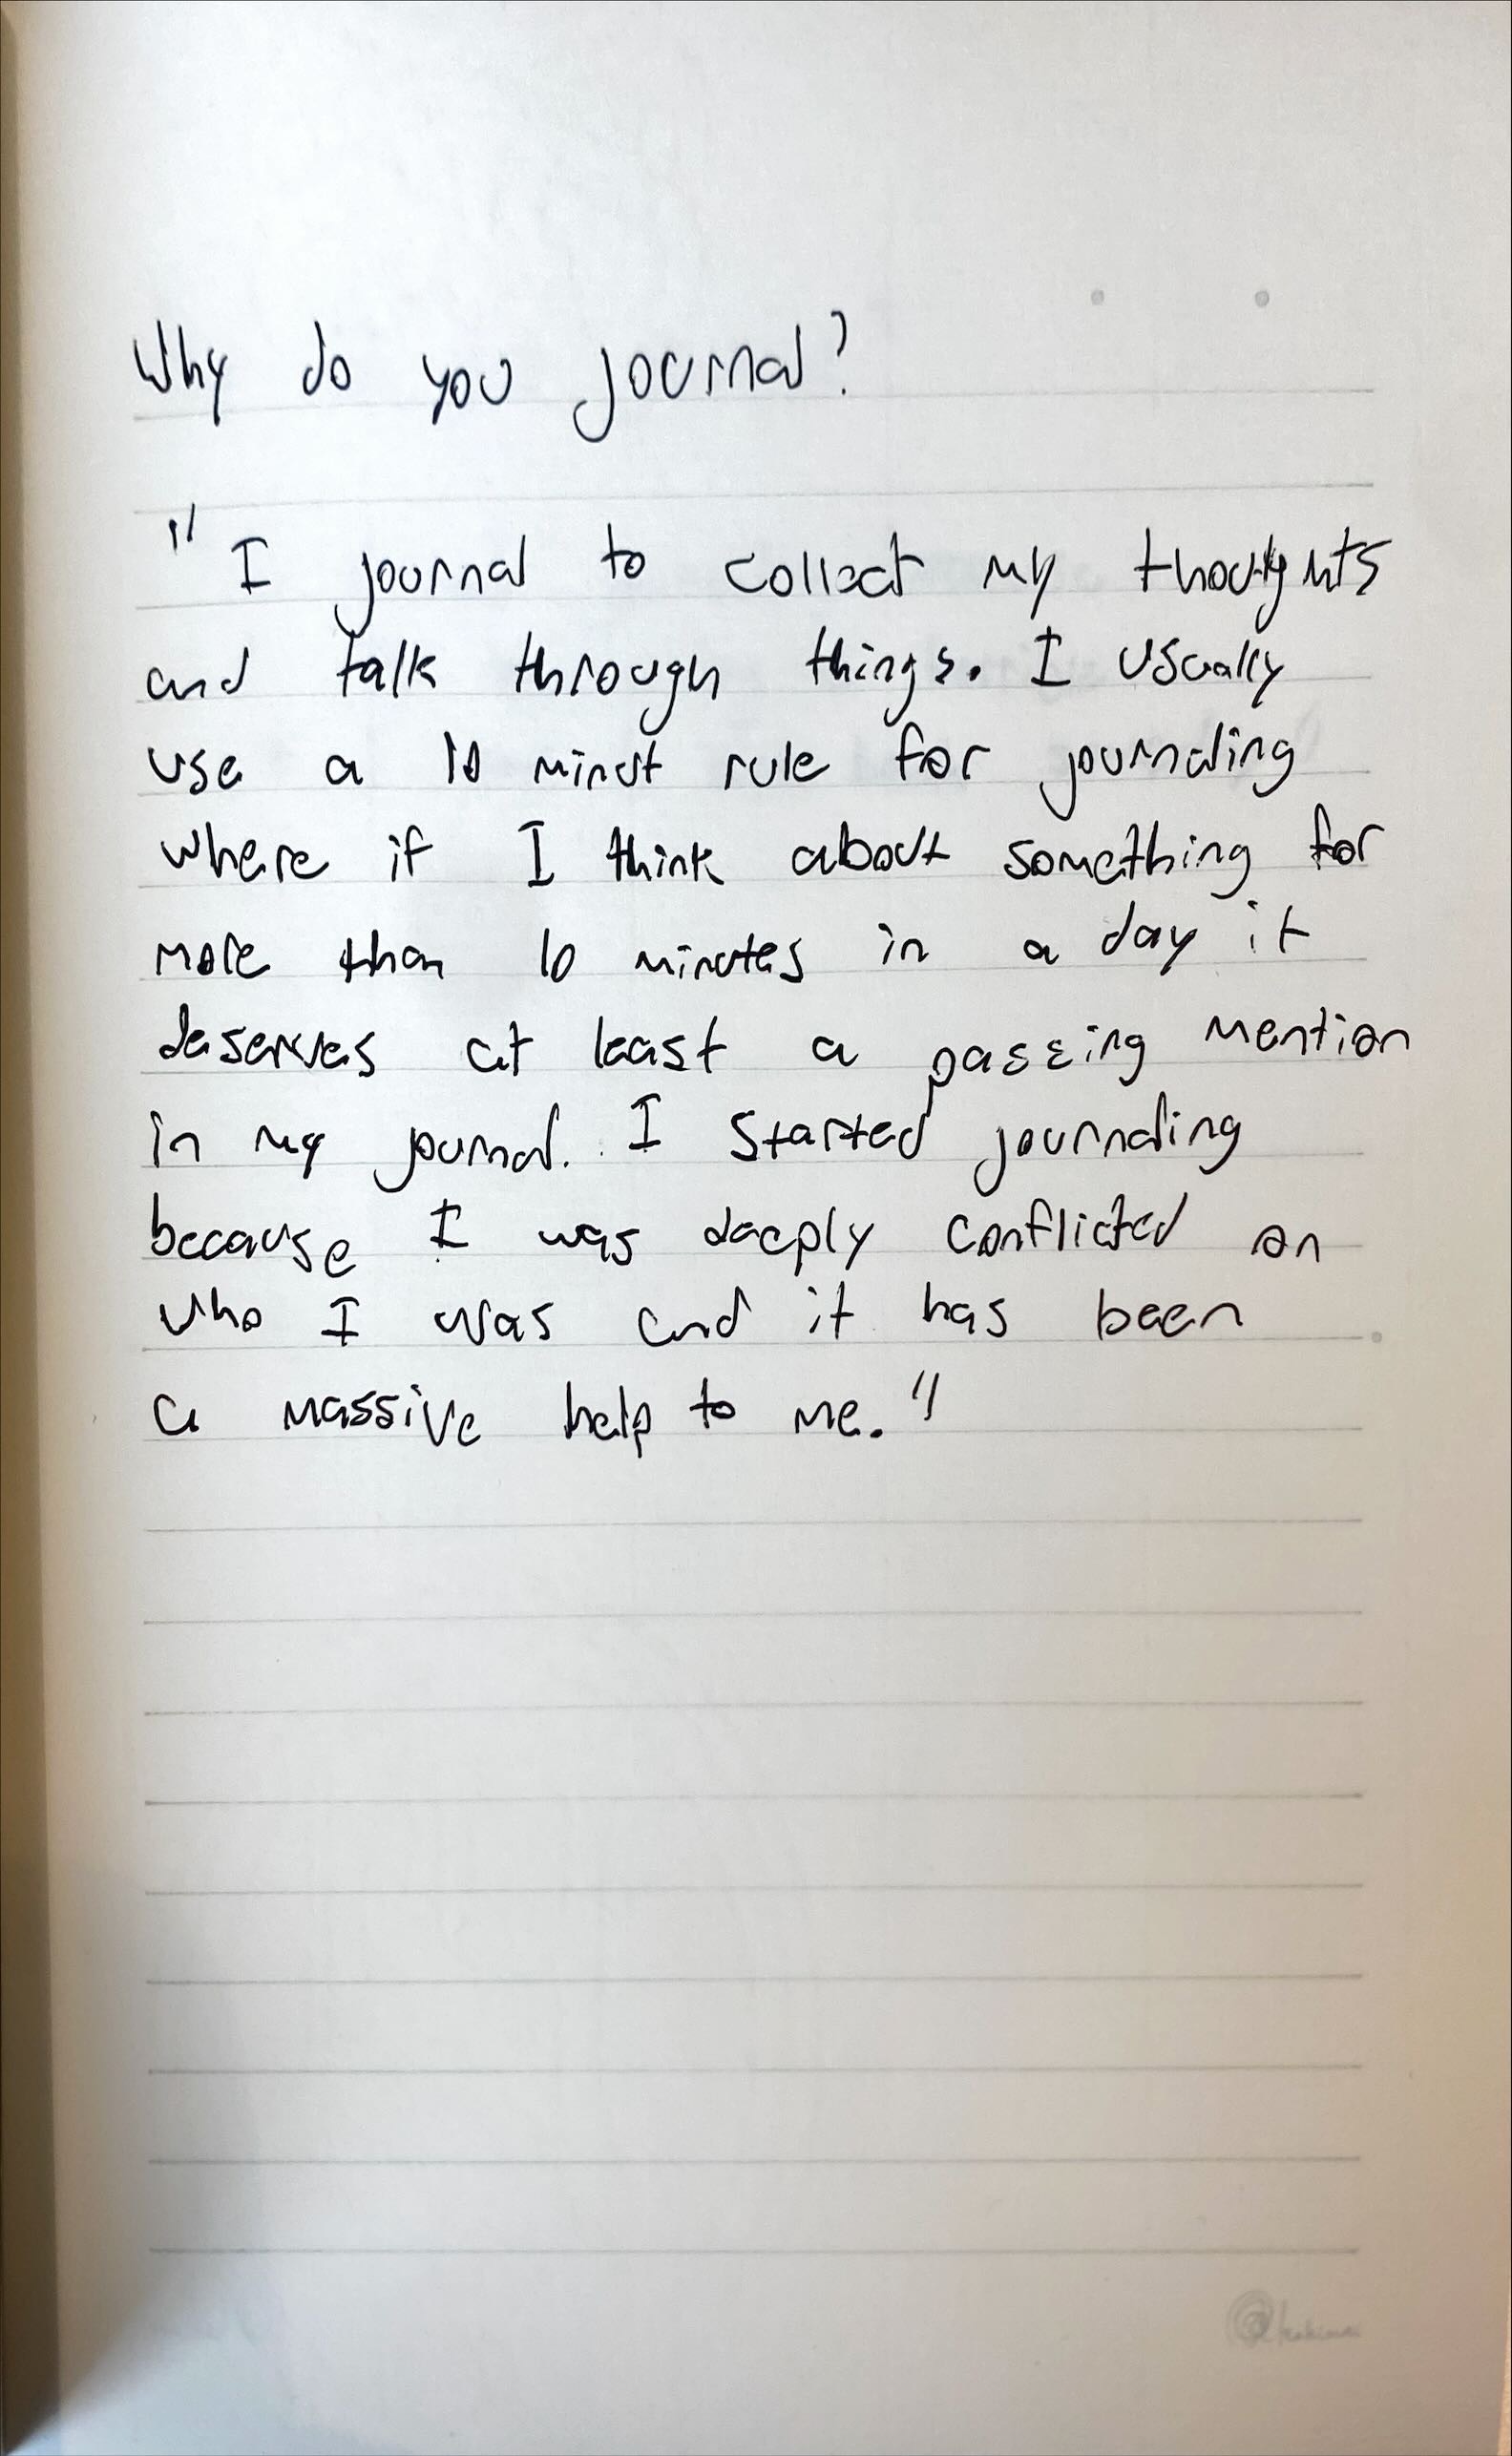 Why do you journal?
"I journal to collect my thoughts
and talk through things. I usually
use a 10 minut rule for journaling
where if I think about something for
more than 10 minutes in a day it
deserves at least a passing mention
in my journal. I started journaling
because I was deeply conflicted on
who I was and it has been
a massive help to me."